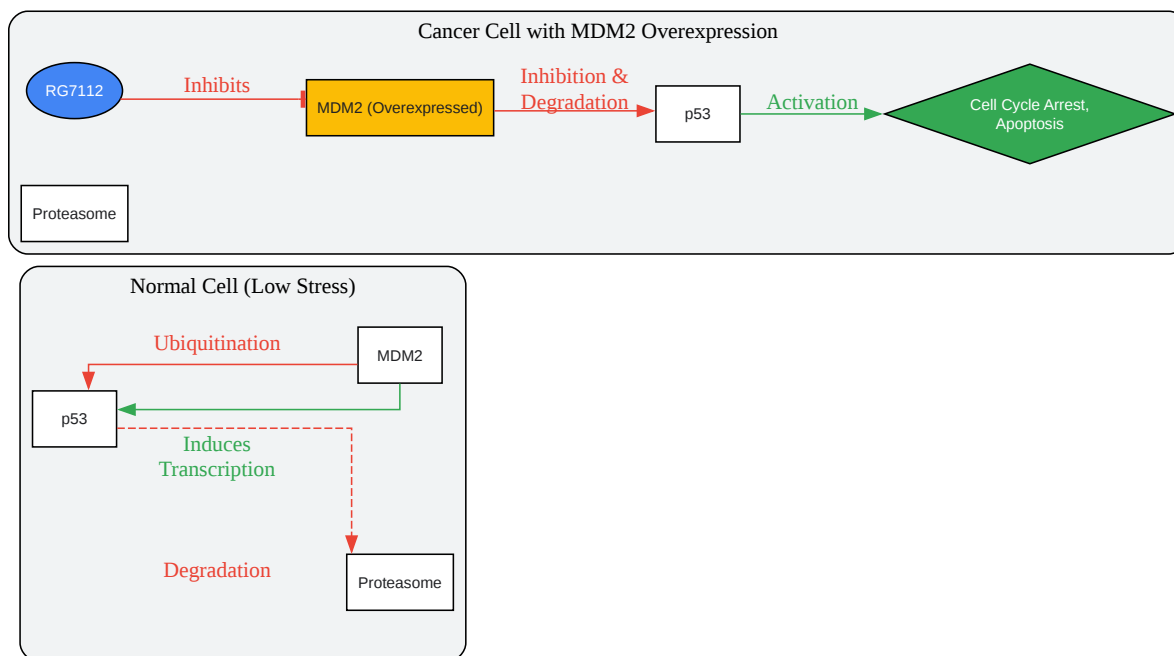 Cancer Cell with MDM2 Overexpression
RG7112
Inhibits
MDM2 (Overexpressed)
Inhibition &
Degradation
p53
Activation
Cell Cycle Arrest,
Apoptosis
Proteasome
Normal Cell (Low Stress)
Ubiquitination
MDM2
p53
Induces
Transcription
Degradation
Proteasome